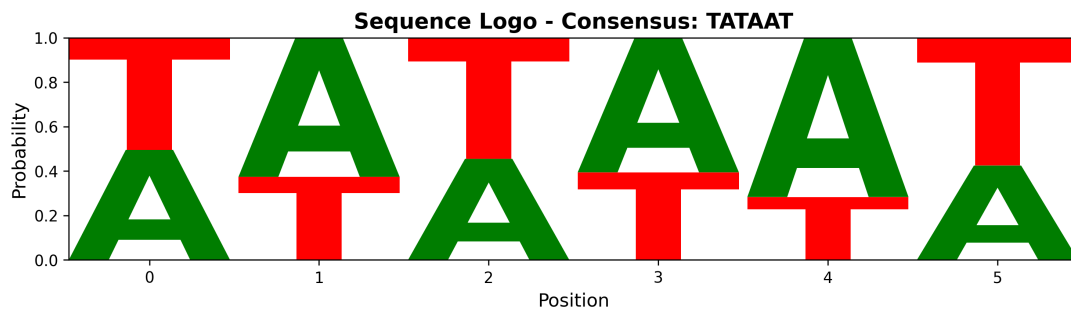 Sequence Logo - Consensus: TATAAT
1.0
0.8
0.6
0.4
0.2
0.0
Probability
T A T A A T
A T A T T A
0 1 2 3 4 5
Position